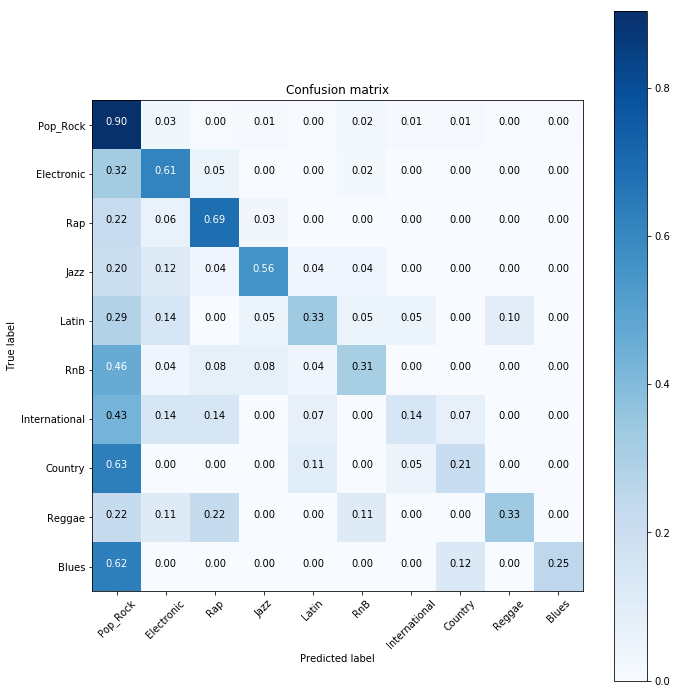 Confusion matrix
True label
Pop_Rock 0.90 0.03 0.00 0.01 0.00 0.02 0.01 0.01 0.00 0.00
Electronic 0.32 0.61 0.05 0.00 0.00 0.02 0.00 0.00 0.00 0.00
Rap 0.22 0.06 0.69 0.03 0.00 0.00 0.00 0.00 0.00 0.00
Jazz 0.20 0.12 0.04 0.56 0.04 0.04 0.00 0.00 0.00 0.00
Latin 0.29 0.14 0.00 0.05 0.33 0.05 0.05 0.00 0.10 0.00
RnB 0.46 0.04 0.08 0.08 0.04 0.31 0.00 0.00 0.00 0.00
International 0.43 0.14 0.14 0.00 0.07 0.00 0.14 0.07 0.00 0.00
Country 0.63 0.00 0.00 0.00 0.11 0.00 0.05 0.21 0.00 0.00
Reggae 0.22 0.11 0.22 0.00 0.00 0.11 0.00 0.00 0.33 0.00
Blues 0.62 0.00 0.00 0.00 0.00 0.00 0.00 0.12 0.00 0.25
Pop_Rock Electronic Rap Jazz Latin RnB International Country Reggae Blues
Predicted label
0.8
0.6
0.4
0.2
0.0